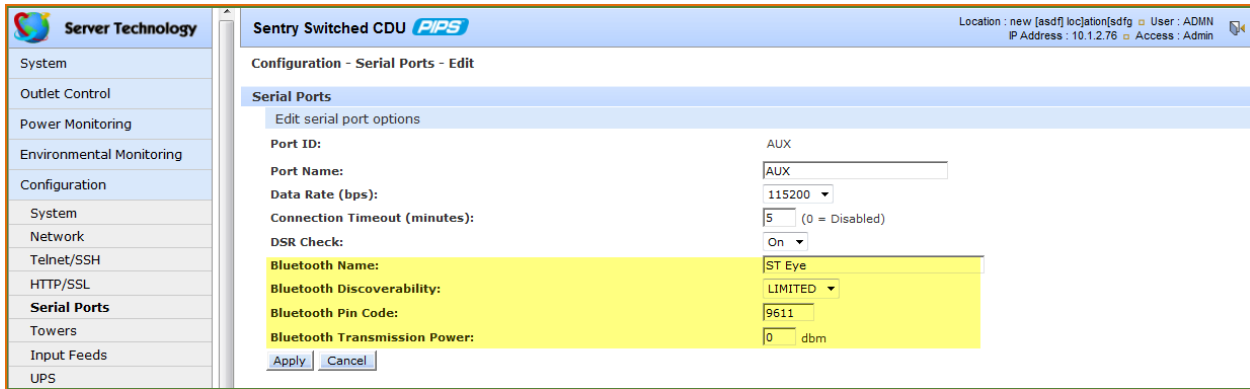 Server Technology
Sentry Switched CDU PIPS
Location : new [asdf] loc]ation[sdfg User : ADMN
IP Address : 10.1.2.76 Access : Admin
System
Outlet Control
Power Monitoring
Environmental Monitoring
Configuration
System
Network
Telnet/SSH
HTTP/SSL
Serial Ports
Towers
Input Feeds
UPS
Configuration - Serial Ports - Edit
Serial Ports
Edit serial port options
Port ID: AUX
Port Name: AUX
Data Rate (bps): 115200
Connection Timeout (minutes): 5 (0 = Disabled)
DSR Check: On
Bluetooth Name: ST Eye
Bluetooth Discoverability: LIMITED
Bluetooth Pin Code: 9611
Bluetooth Transmission Power: 0 dbm
Apply Cancel